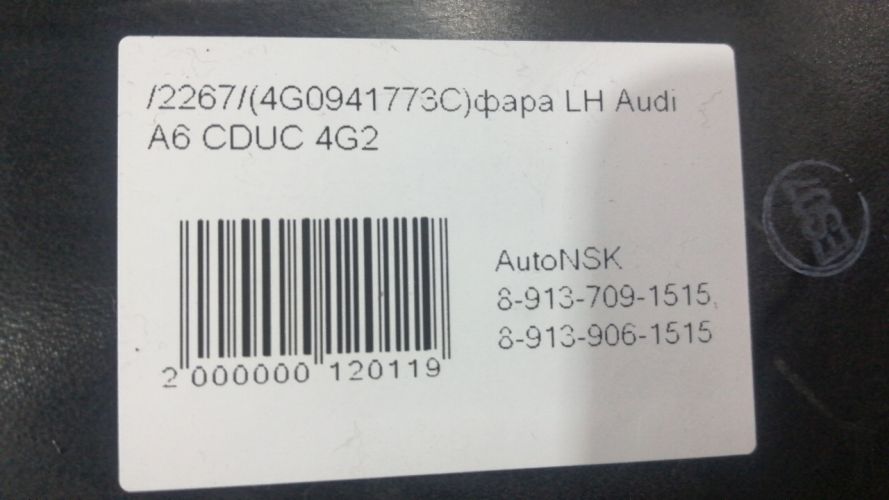 /2267/(4G0941773C)фара LH Audi
A6 CDUC 4G2
AutoNSK
8-913-709-1515,
8-913-906-1515
2 000000 120119